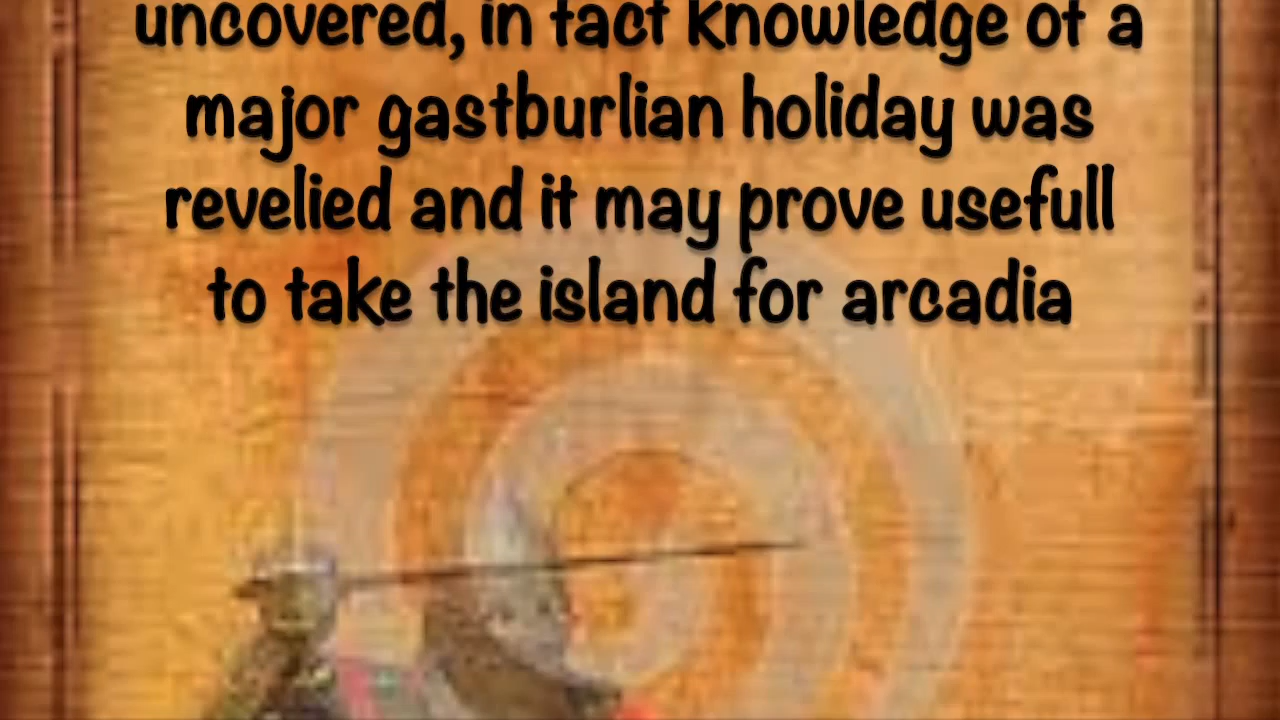 uncovered, in fact knowledge of a
major gastburlian holiday was
revelied and it may prove usefull
to take the island for arcadia